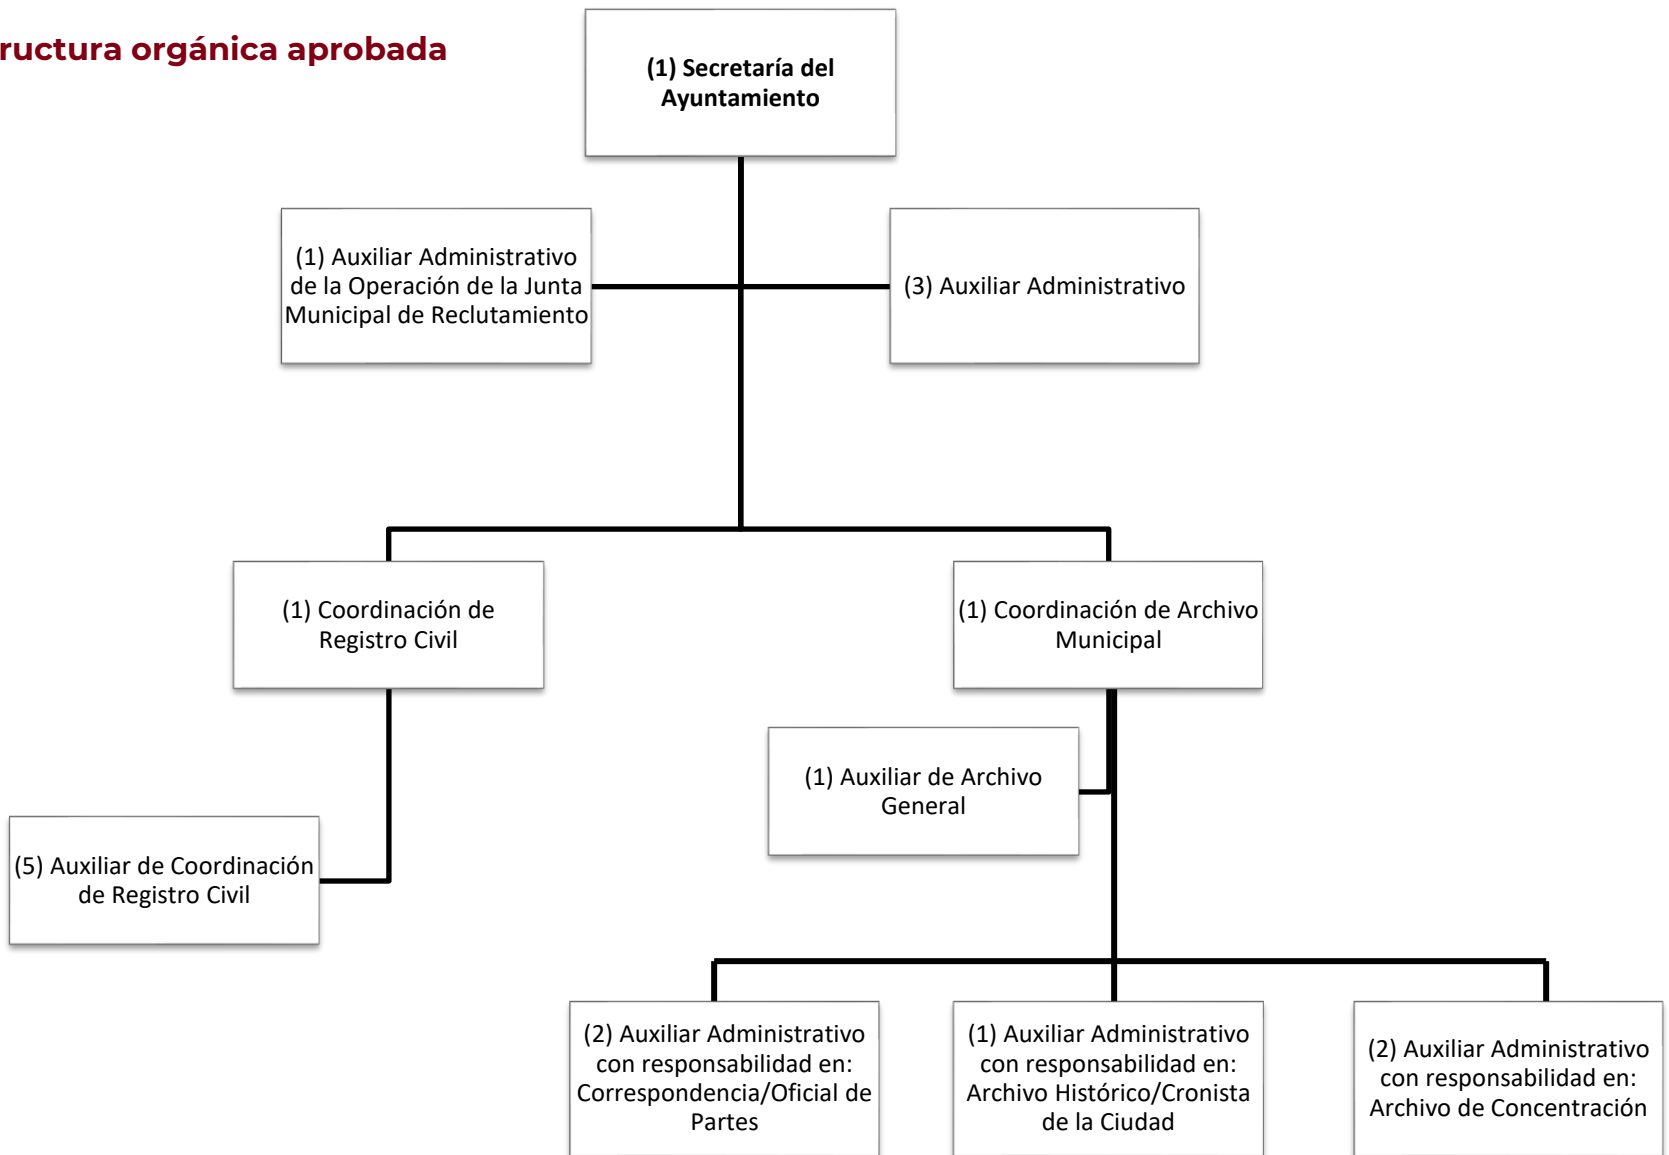 ructura orgánica aprobada
(1) Secretaría del
Ayuntamiento
(1) Auxiliar Administrativo
de la Operación de la Junta
Municipal de Reclutamiento
(3) Auxiliar Administrativo
(1) Coordinación de
Registro Civil
(1) Coordinación de Archivo
Municipal
(1) Auxiliar de Archivo
General
(5) Auxiliar de Coordinación
de Registro Civil
(2) Auxiliar Administrativo
con responsabilidad en:
Correspondencia/Oficial de
Partes
(1) Auxiliar Administrativo
con responsabilidad en:
Archivo Histórico/Cronista
de la Ciudad
(2) Auxiliar Administrativo
con responsabilidad en:
Archivo de Concentración